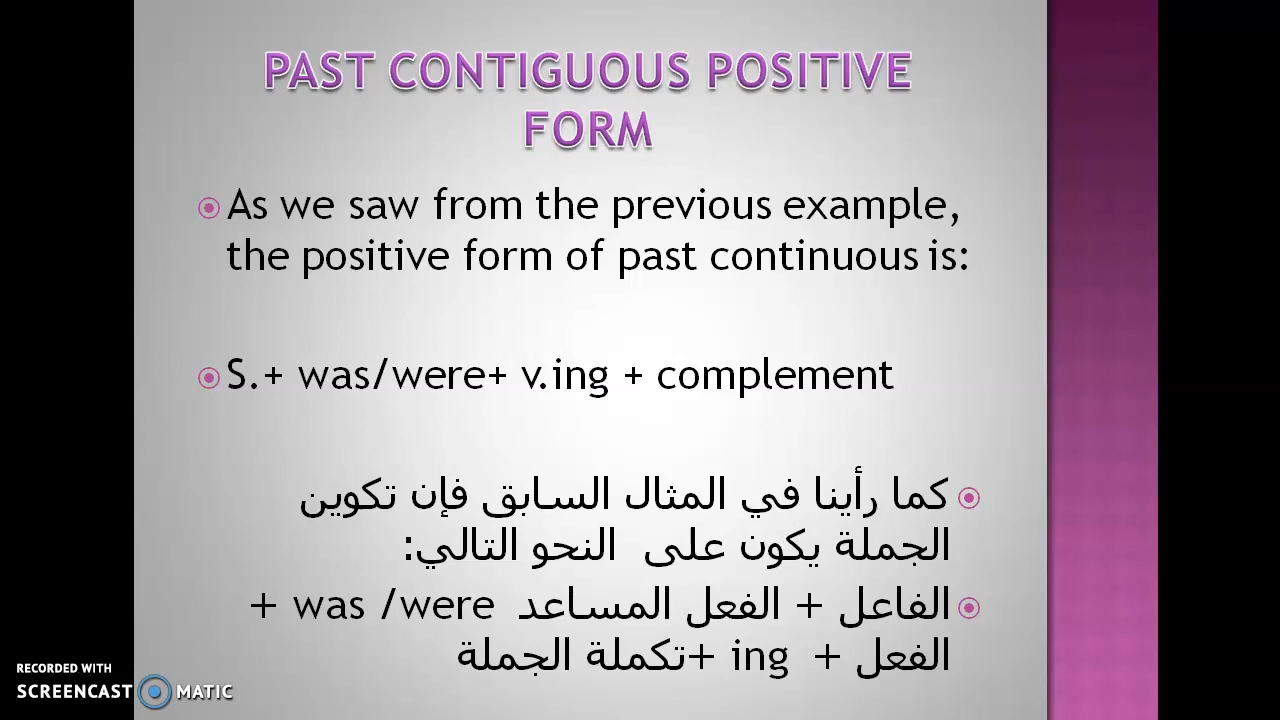 PAST CONTIGUOUS POSITIVE
FORM
As we saw from the previous example,
the positive form of past continuous is:
S.+ was/were+ v.ing + complement
كما رأينا في المثال السابق فإن تكوين
الجملة يكون على النحو التالي:
الفاعل + الفعل المساعد was /were +
الفعل + ing +تكملة الجملة
RECORDED WITH
SCREENCAST MATIC